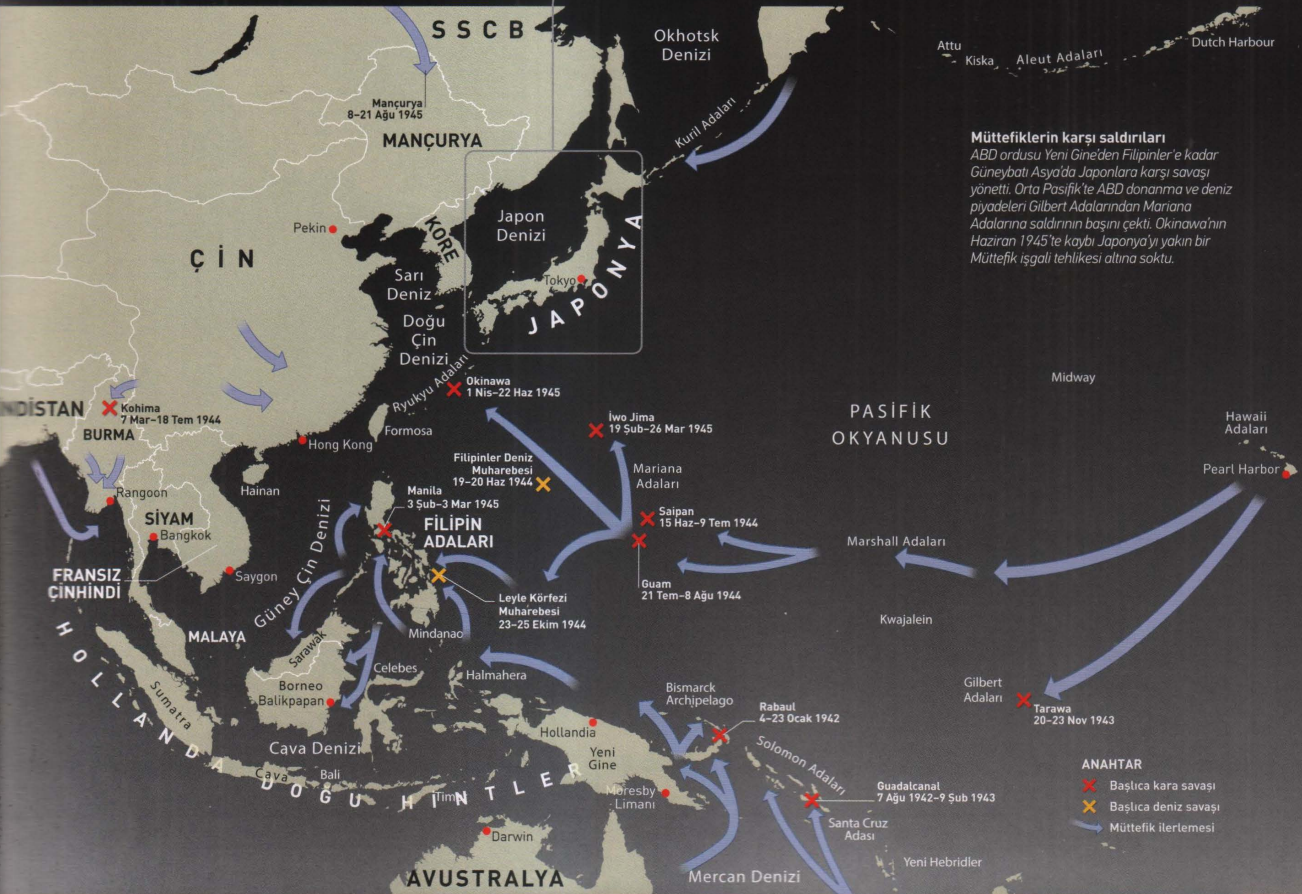 SSCB
Okhotsk
Denizi
Attu
Kiska
Aleut Adaları
Dutch Harbour
Mançurya
8–21 Ağu 1945
MANÇURYA
Kuril Adaları
Müttefiklerin karşı saldırıları
ABD ordusu Yeni Gine'den Filipinler'e kadar
Güneybatı Asya'da Japonlara karşı savaşı
yönetti. Orta Pasifik'te ABD donanma ve deniz
piyadeleri Gilbert Adalarından Mariana
Adalarına saldırının başını çekti. Okinawa'nın
Haziran 1945'te kaybı Japonya'yı yakın bir
Müttefik işgali tehlikesi altına soktu.
Pekin
KORE
Japon
Denizi
ÇİN
Sarı
Deniz
Tokyo
JAPONYA
Doğu
Çin
Denizi
Ryukyu Adaları
Okinawa
1 Nis–22 Haz 1945
Midway
NDİSTAN
Kohima
7 Mar–18 Tem 1944
BURMA
Formosa
Hong Kong
İwo Jima
19 Şub–26 Mar 1945
PASİFİK
OKYANUSU
Hawaii
Adaları
Pearl Harbor
Filipinler Deniz
Muharebesi
19–20 Haz 1944
Mariana
Adaları
Rangoon
Hainan
Manila
3 Şub–3 Mar 1945
Saipan
15 Haz–9 Tem 1944
SİYAM
Bangkok
FİLİPİN
ADALARI
Marshall Adaları
FRANSIZ
ÇİNHİNDİ
Saygon
Güney Çin Denizi
Guam
21 Tem–8 Ağu 1944
Leyle Körfezi
Muharebesi
23–25 Ekim 1944
Kwajalein
MALAYA
Mindanao
Sarawak
Celebes
Halmahera
HOLLANDA DOĞU HİNTLER
Sumatra
Borneo
Balikpapan
Bismarck
Archipelago
Gilbert
Adaları
Tarawa
20–23 Nov 1943
Rabaul
4–23 Ocak 1942
Hollandia
Yeni
Gine
Solomon Adaları
Cava Denizi
Cava
Bali
Tim
Moresby
Limanı
Guadalcanal
7 Ağu 1942–9 Şub 1943
Santa Cruz
Adası
ANAHTAR
Başlıca kara savaşı
Başlıca deniz savaşı
Müttefik ilerlemesi
Darwin
AVUSTRALYA
Mercan Denizi
Yeni Hebridler